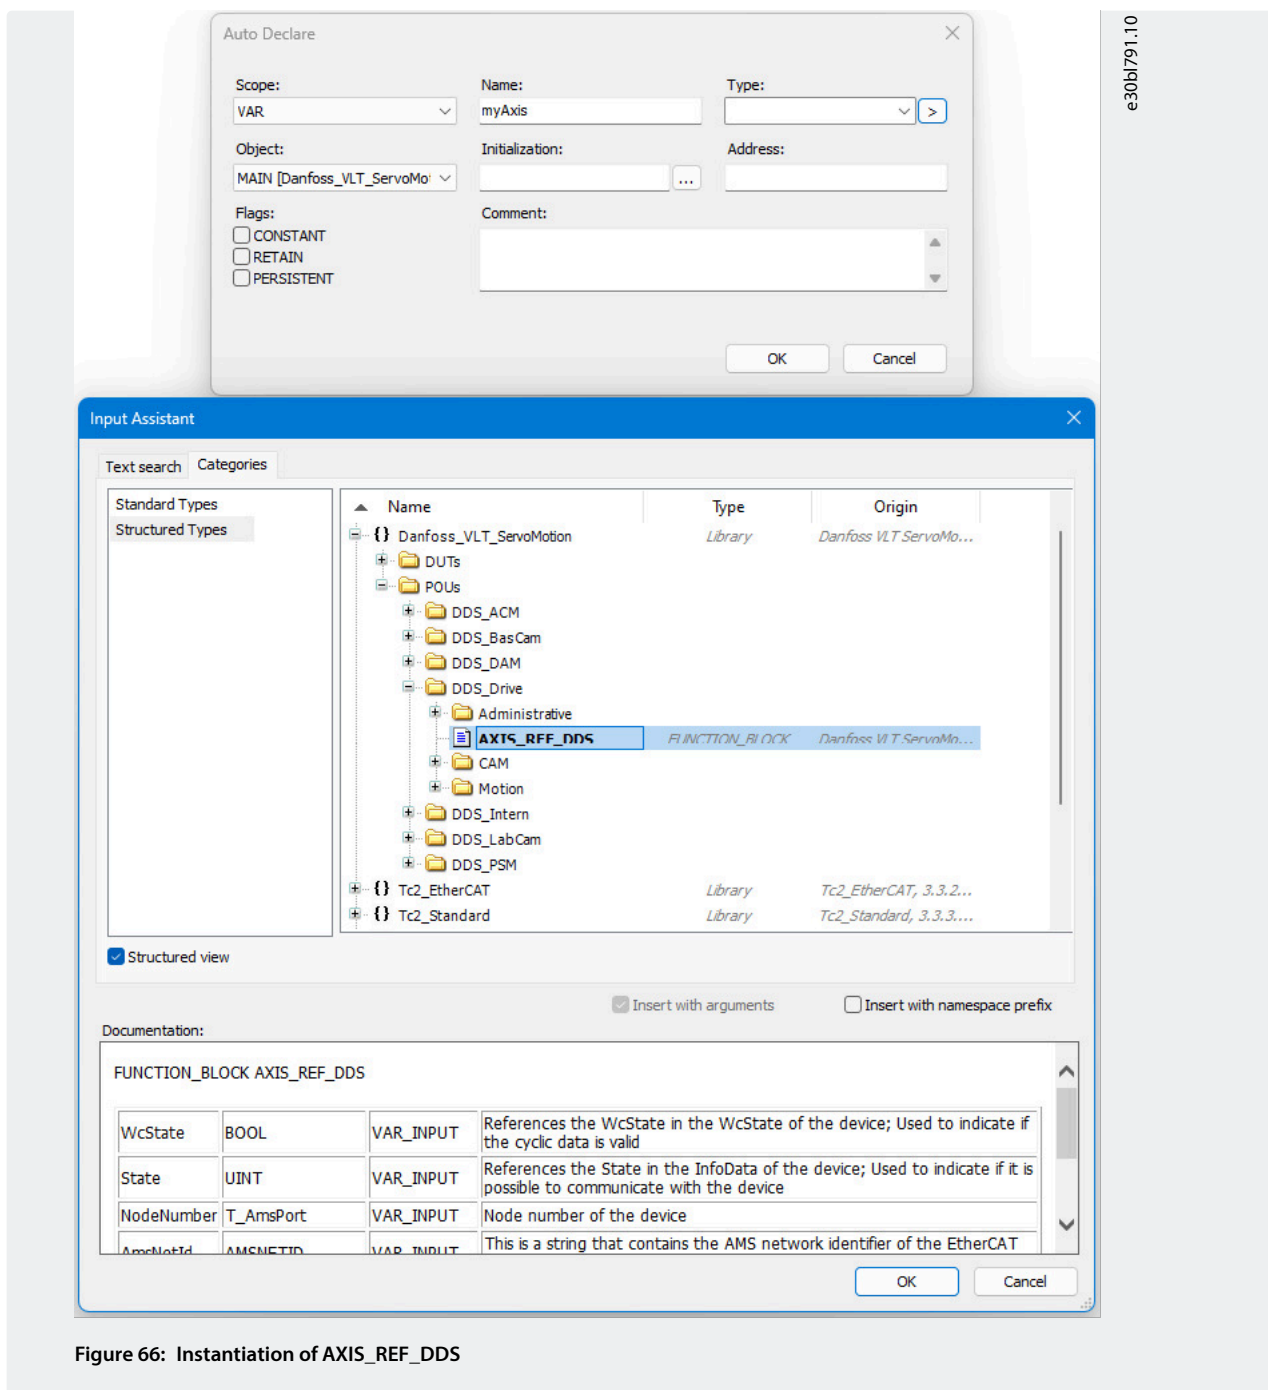 Auto Declare
e30bl791.10
Scope: Name: Type:
VAR myAxis >
Object: Initialization: Address:
MAIN [Danfoss_VLT_ServoMo ...
Flags: Comment:
CONSTANT
RETAIN
PERSISTENT
OK Cancel
Input Assistant
Text search Categories
Standard Types
Structured Types
Name Type Origin
{} Danfoss_VLT_ServoMotion Library Danfoss VLT ServoMo...
DUTs
POUs
DDS_ACM
DDS_BasCam
DDS_DAM
DDS_Drive
Administrative
AXIS_REF_DDS FUNCTION_BLOCK Danfoss VLT ServoMo...
CAM
Motion
DDS_Intern
DDS_LabCam
DDS_PSM
{} Tc2_EtherCAT Library Tc2_EtherCAT, 3.3.2...
{} Tc2_Standard Library Tc2_Standard, 3.3.3....
Structured view
Insert with arguments Insert with namespace prefix
Documentation:
FUNCTION_BLOCK AXIS_REF_DDS
WcState BOOL VAR_INPUT References the WcState in the WcState of the device; Used to indicate if
the cyclic data is valid
State UINT VAR_INPUT References the State in the InfoData of the device; Used to indicate if it is
possible to communicate with the device
NodeNumber T_AmsPort VAR_INPUT Node number of the device
AmsNetId AMSNETID VAR_INPUT This is a string that contains the AMS network identifier of the EtherCAT
OK Cancel
Figure 66: Instantiation of AXIS_REF_DDS